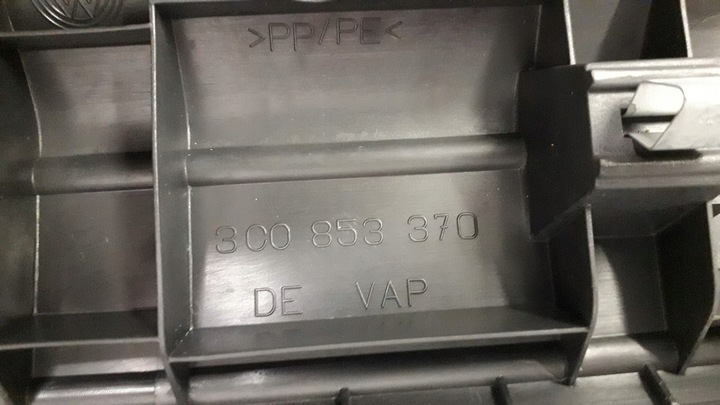 >PP/PE<
3C0 853 370
DE VAP